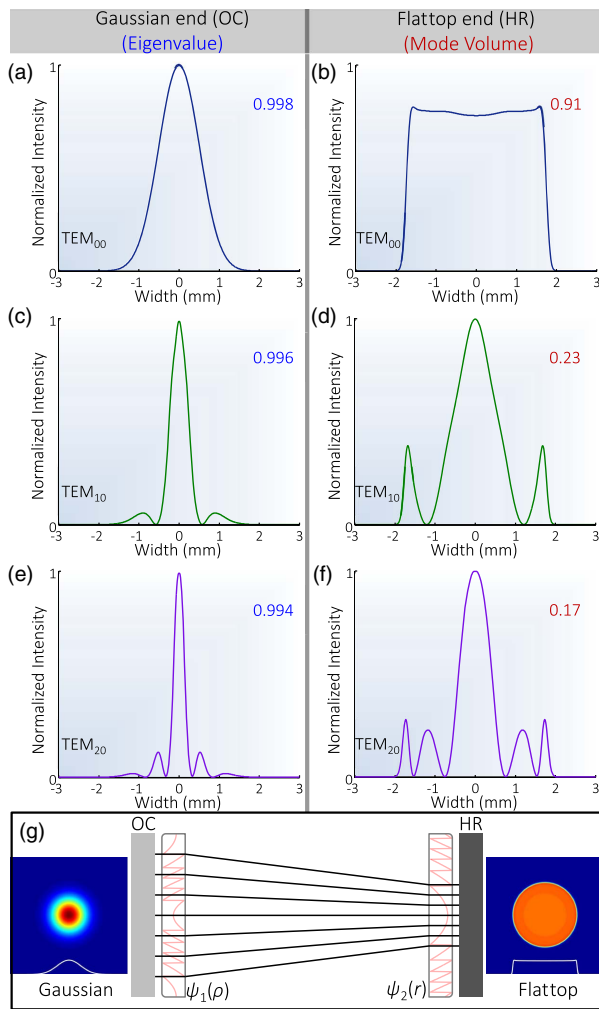 Gaussian end (OC)
(Eigenvalue)
Flattop end (HR)
(Mode Volume)
(a)
Normalized Intensity
1
0
0.998
TEM00
-3 -2 -1 0 1 2 3
Width (mm)
(b)
Normalized Intensity
1
0
0.91
TEM00
-3 -2 -1 0 1 2 3
Width (mm)
(c)
Normalized Intensity
1
0
0.996
TEM10
-3 -2 -1 0 1 2 3
Width (mm)
(d)
Normalized Intensity
1
0
0.23
TEM10
-3 -2 -1 0 1 2 3
Width (mm)
(e)
Normalized Intensity
1
0
0.994
TEM20
-3 -2 -1 0 1 2 3
Width (mm)
(f)
Normalized Intensity
1
0
0.17
TEM20
-3 -2 -1 0 1 2 3
Width (mm)
(g)
OC
HR
Gaussian
ψ1(ρ)
ψ2(r)
Flattop